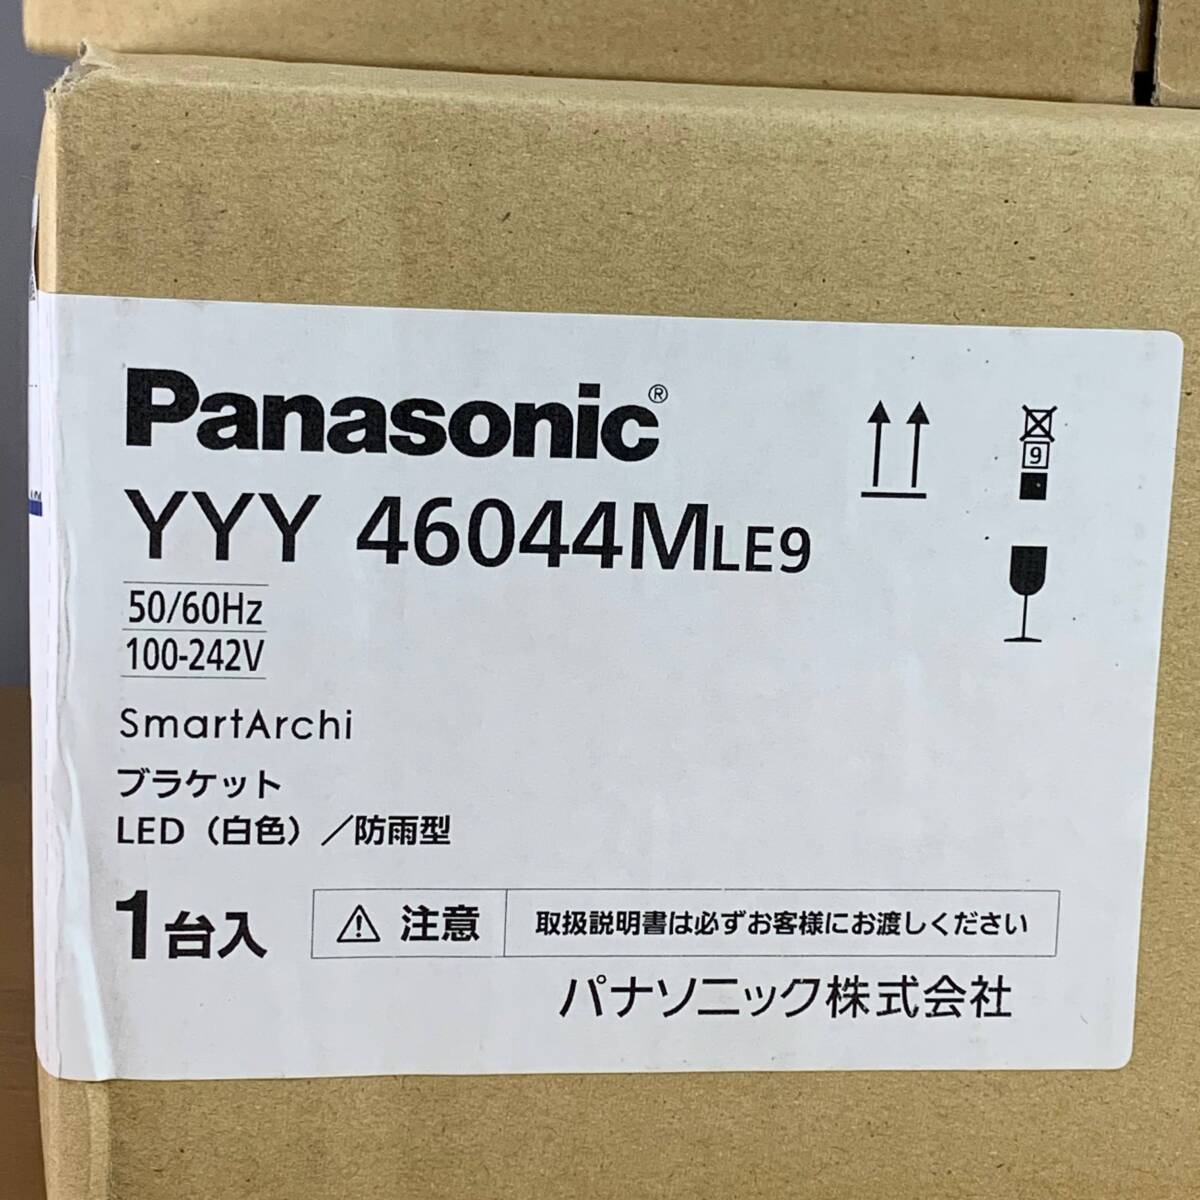 Panasonic®
YYY 46044MLE9
9
50/60Hz
100-242V
SmartArchi
ブラケット
LED（白色）／防雨型
1台入
注意 取扱説明書は必ずお客様にお渡しください
パナソニック株式会社